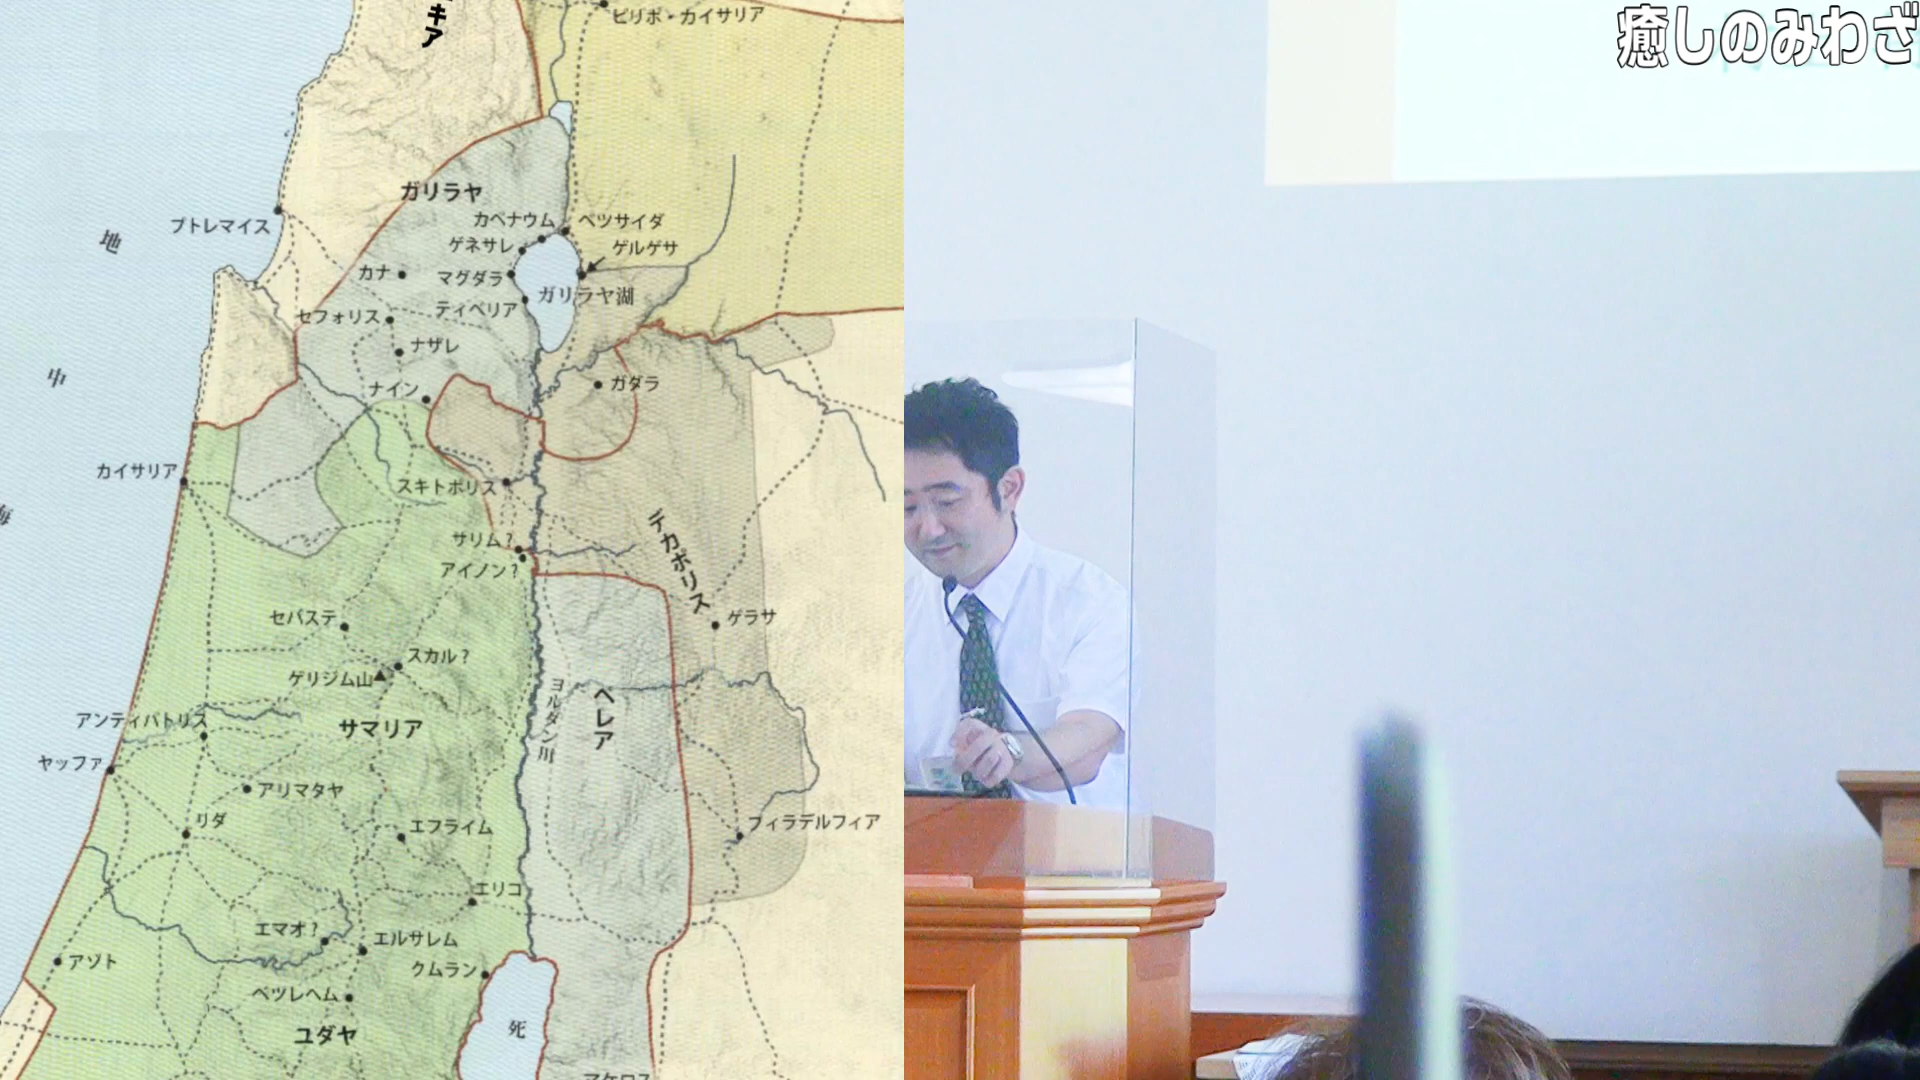 キア
ピリポ・カイサリア
癒しのみわざ
ガリラヤ
プトレマイス
カペナウム
ベツサイダ
ゲネサレ
ゲルゲサ
地
カナ
マグダラ
ガリラヤ湖
ティベリア
セフォリス
ナザレ
中
ナイン
ガダラ
カイサリア
スキトポリス
海
デカポリス
サリム?
アイノン?
セバステ
ゲラサ
スカル?
ゲリジム山
ペレア
ヨルダン川
アンティパトリス
サマリア
ヤッファ
アリマタヤ
リダ
エフライム
フィラデルフィア
エリコ
エマオ?
エルサレム
アゾト
クムラン
ベツレヘム
ユダヤ
死
マケロス